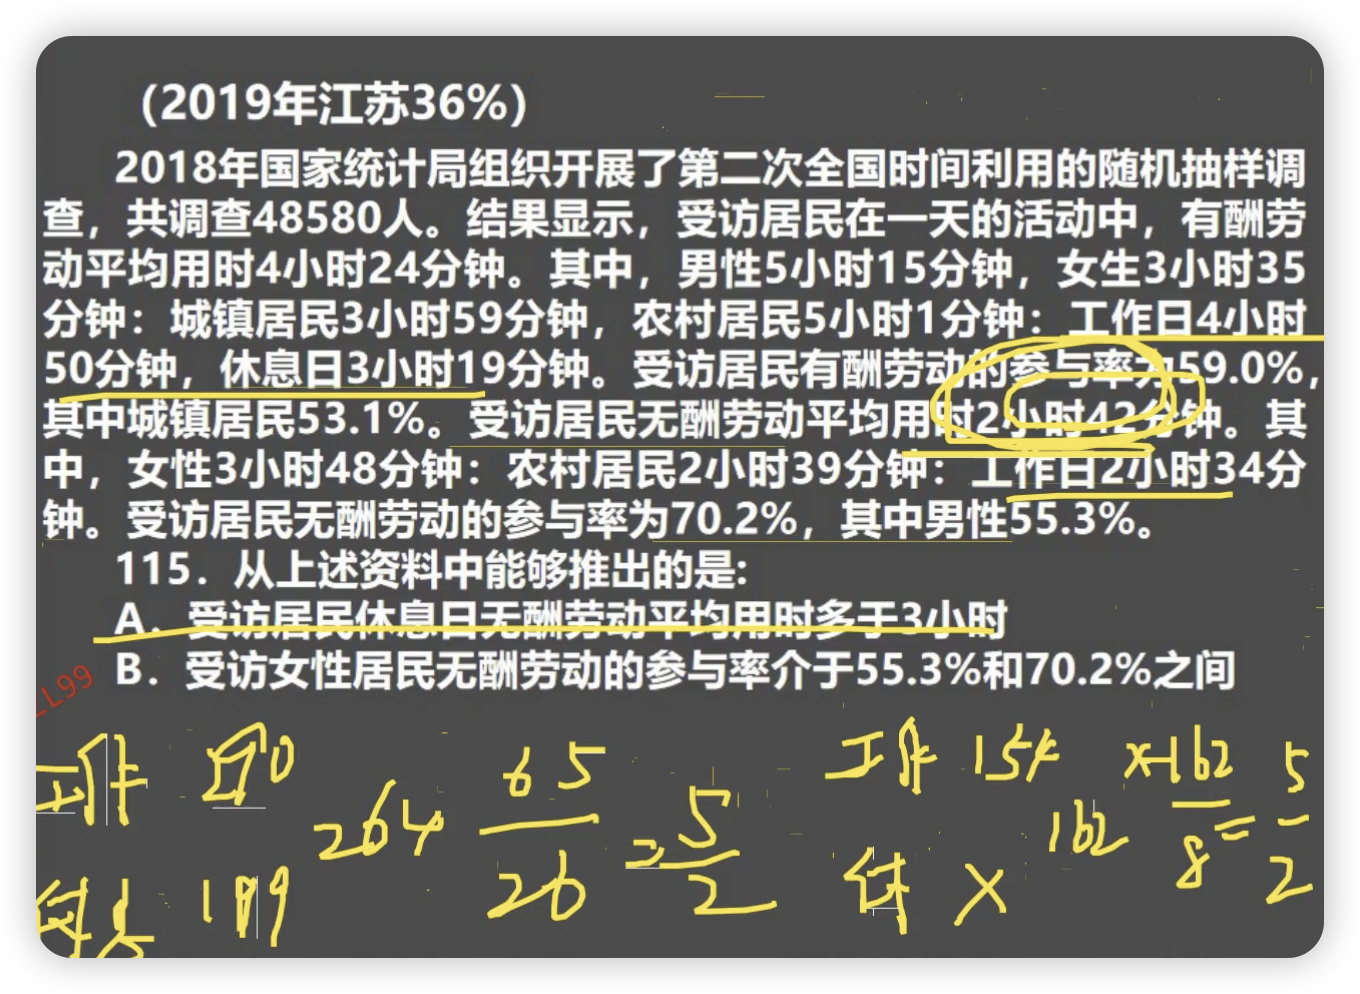 （2019年江苏36%）
2018年国家统计局组织开展了第二次全国时间利用的随机抽样调
查，共调查48580人。结果显示，受访居民在一天的活动中，有酬劳
动平均用时4小时24分钟。其中，男性5小时15分钟，女生3小时35
分钟：城镇居民3小时59分钟，农村居民5小时1分钟：工作日4小时
50分钟，休息日3小时19分钟。受访居民有酬劳动的参与率为59.0%，
其中城镇居民53.1%。受访居民无酬劳动平均用时2小时42分钟。其
中，女性3小时48分钟：农村居民2小时39分钟：工作日2小时34分
钟。受访居民无酬劳动的参与率为70.2%，其中男性55.3%。
115．从上述资料中能够推出的是:
A．受访居民休息日无酬劳动平均用时多于3小时
B．受访女性居民无酬劳动的参与率介于55.3%和70.2%之间
LL99
工作 290 264 65/26 = 5/2 工作 154 162 x-162/8 = 5/2
休 199 休 x